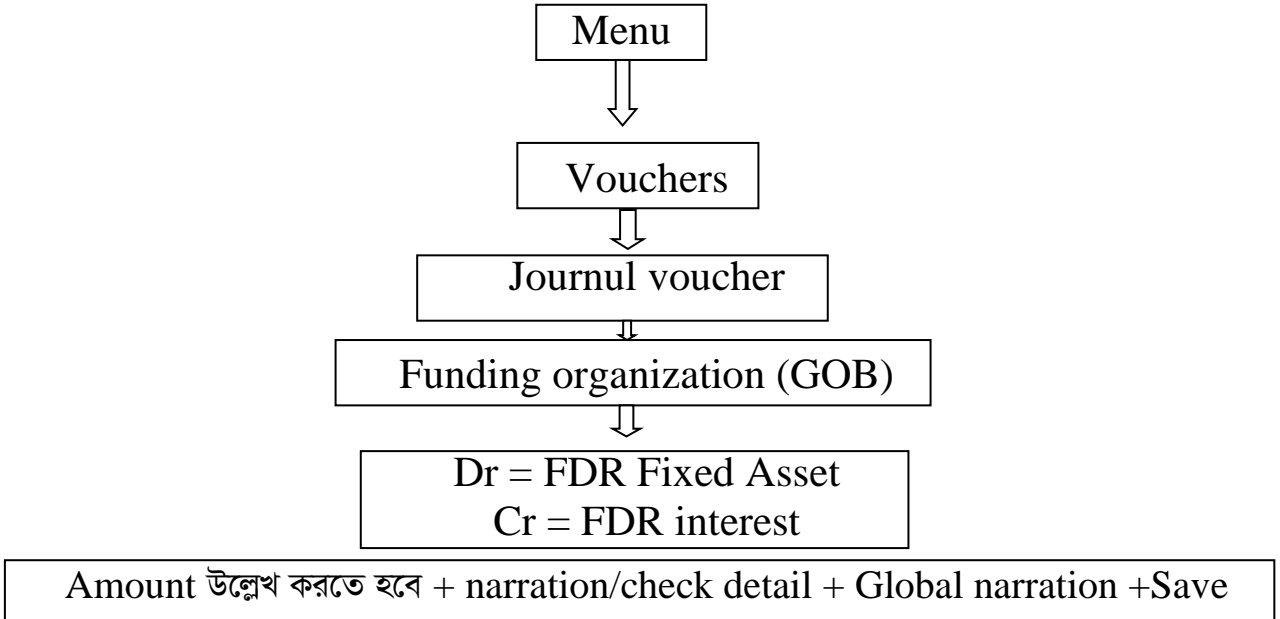 Menu
Vouchers
Journul voucher
Funding organization (GOB)
Dr = FDR Fixed Asset
Cr = FDR interest
Amount উল্লেখ করতে হবে + narration/check detail + Global narration +Save